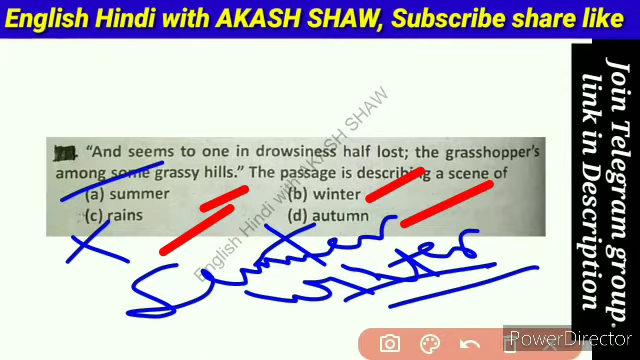 English Hindi with AKASH SHAW, Subscribe share like
Join Telegram group.
link in Description
English Hindi with AKASH SHAW
"And seems to one in drowsiness half lost; the grasshopper's
among some grassy hills." The passage is describing a scene of
(a) summer (b) winter
(c) rains (d) autumn
winter
PowerDirector